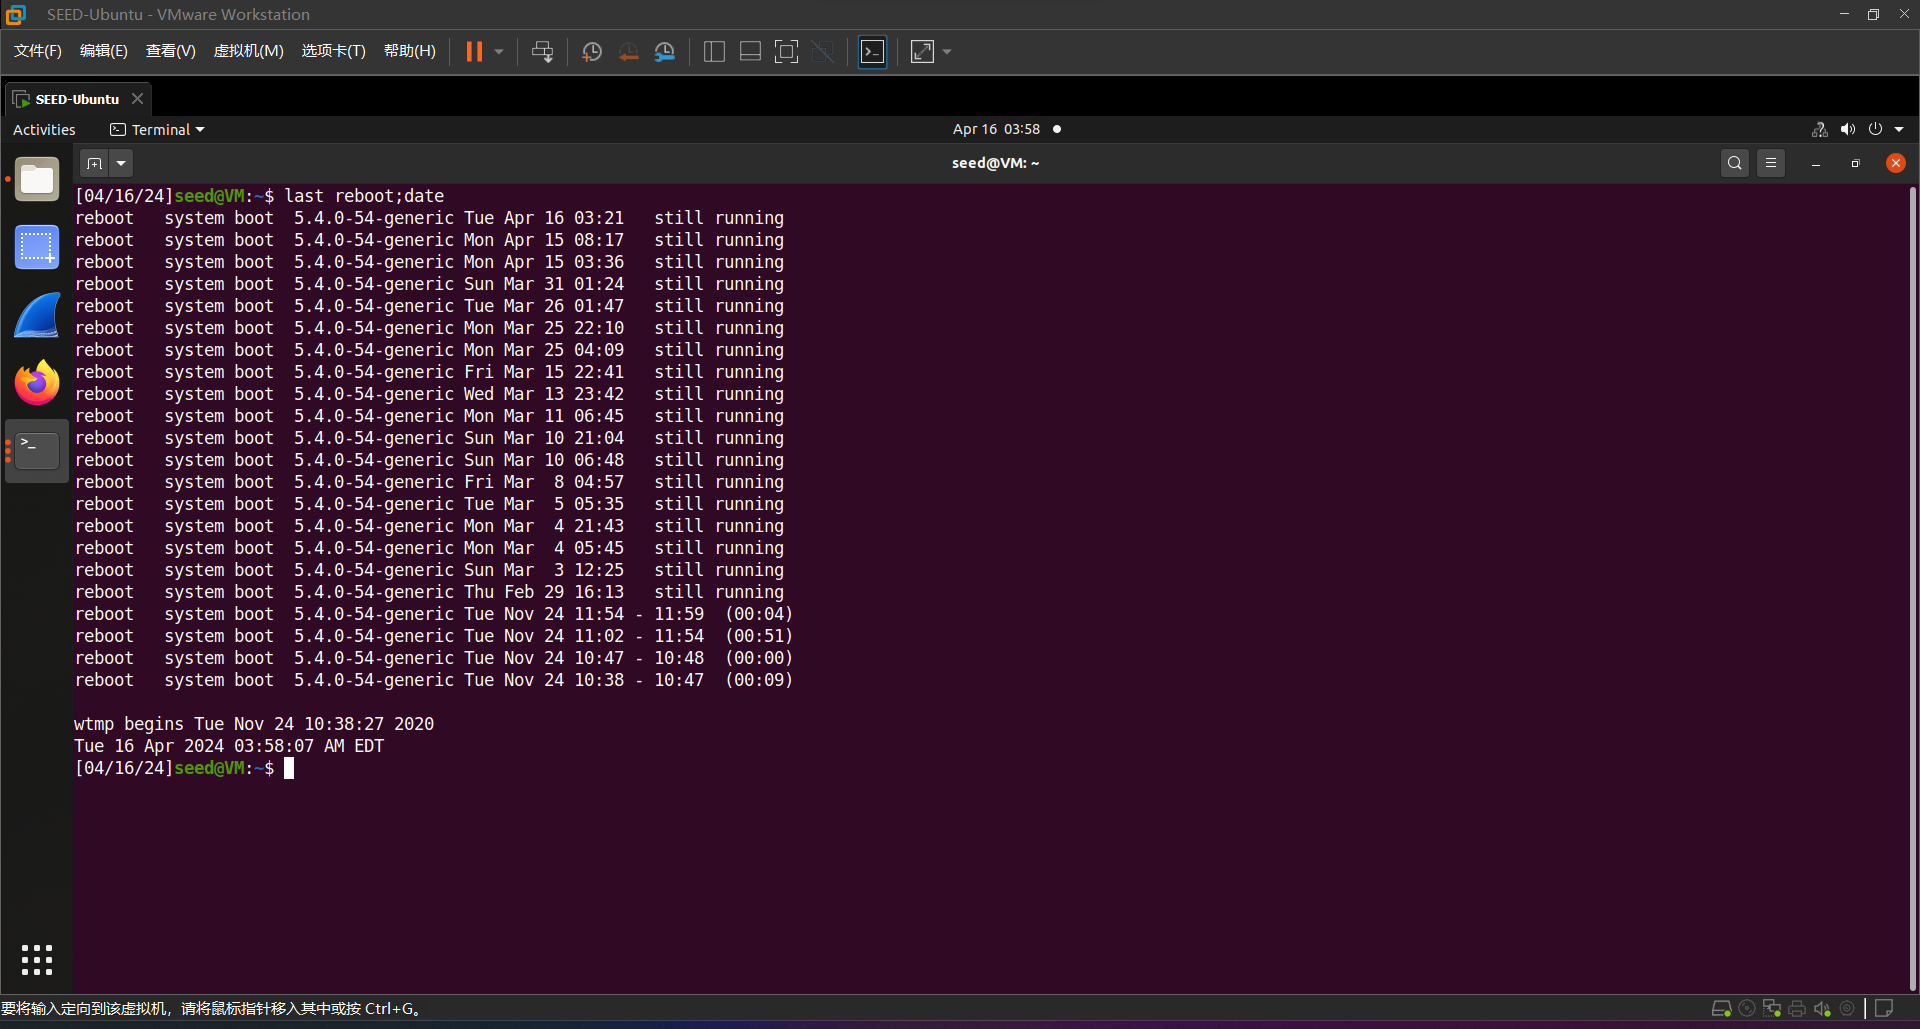 SEED-Ubuntu - VMware Workstation
文件(F) 编辑(E) 查看(V) 虚拟机(M) 选项卡(T) 帮助(H)
SEED-Ubuntu
Activities Terminal Apr 16 03:58
seed@VM: ~
[04/16/24]seed@VM:~$ last reboot;date
reboot   system boot  5.4.0-54-generic Tue Apr 16 03:21   still running
reboot   system boot  5.4.0-54-generic Mon Apr 15 08:17   still running
reboot   system boot  5.4.0-54-generic Mon Apr 15 03:36   still running
reboot   system boot  5.4.0-54-generic Sun Mar 31 01:24   still running
reboot   system boot  5.4.0-54-generic Tue Mar 26 01:47   still running
reboot   system boot  5.4.0-54-generic Mon Mar 25 22:10   still running
reboot   system boot  5.4.0-54-generic Mon Mar 25 04:09   still running
reboot   system boot  5.4.0-54-generic Fri Mar 15 22:41   still running
reboot   system boot  5.4.0-54-generic Wed Mar 13 23:42   still running
reboot   system boot  5.4.0-54-generic Mon Mar 11 06:45   still running
reboot   system boot  5.4.0-54-generic Sun Mar 10 21:04   still running
reboot   system boot  5.4.0-54-generic Sun Mar 10 06:48   still running
reboot   system boot  5.4.0-54-generic Fri Mar  8 04:57   still running
reboot   system boot  5.4.0-54-generic Tue Mar  5 05:35   still running
reboot   system boot  5.4.0-54-generic Mon Mar  4 21:43   still running
reboot   system boot  5.4.0-54-generic Mon Mar  4 05:45   still running
reboot   system boot  5.4.0-54-generic Sun Mar  3 12:25   still running
reboot   system boot  5.4.0-54-generic Thu Feb 29 16:13   still running
reboot   system boot  5.4.0-54-generic Tue Nov 24 11:54 - 11:59  (00:04)
reboot   system boot  5.4.0-54-generic Tue Nov 24 11:02 - 11:54  (00:51)
reboot   system boot  5.4.0-54-generic Tue Nov 24 10:47 - 10:48  (00:00)
reboot   system boot  5.4.0-54-generic Tue Nov 24 10:38 - 10:47  (00:09)
wtmp begins Tue Nov 24 10:38:27 2020
Tue 16 Apr 2024 03:58:07 AM EDT
[04/16/24]seed@VM:~$
要将输入定向到该虚拟机，请将鼠标指针移入其中或按 Ctrl+G。